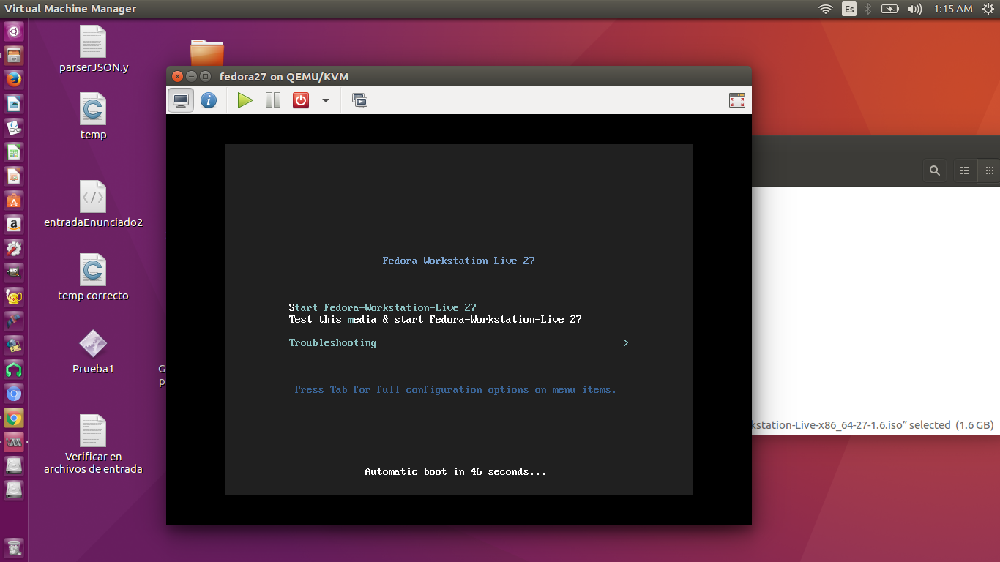 Virtual Machine Manager
Es
1:15 AM
parserJSON.y
temp
entradaEnunciado2
temp correcto
Prueba1
Verificar en
archivos de entrada
G
p
fedora27 on QEMU/KVM
Fedora-Workstation-Live 27
Start Fedora-Workstation-Live 27
Test this media & start Fedora-Workstation-Live 27
Troubleshooting >
Press Tab for full configuration options on menu items.
Automatic boot in 46 seconds...
kstation-Live-x86_64-27-1.6.iso” selected (1.6 GB)